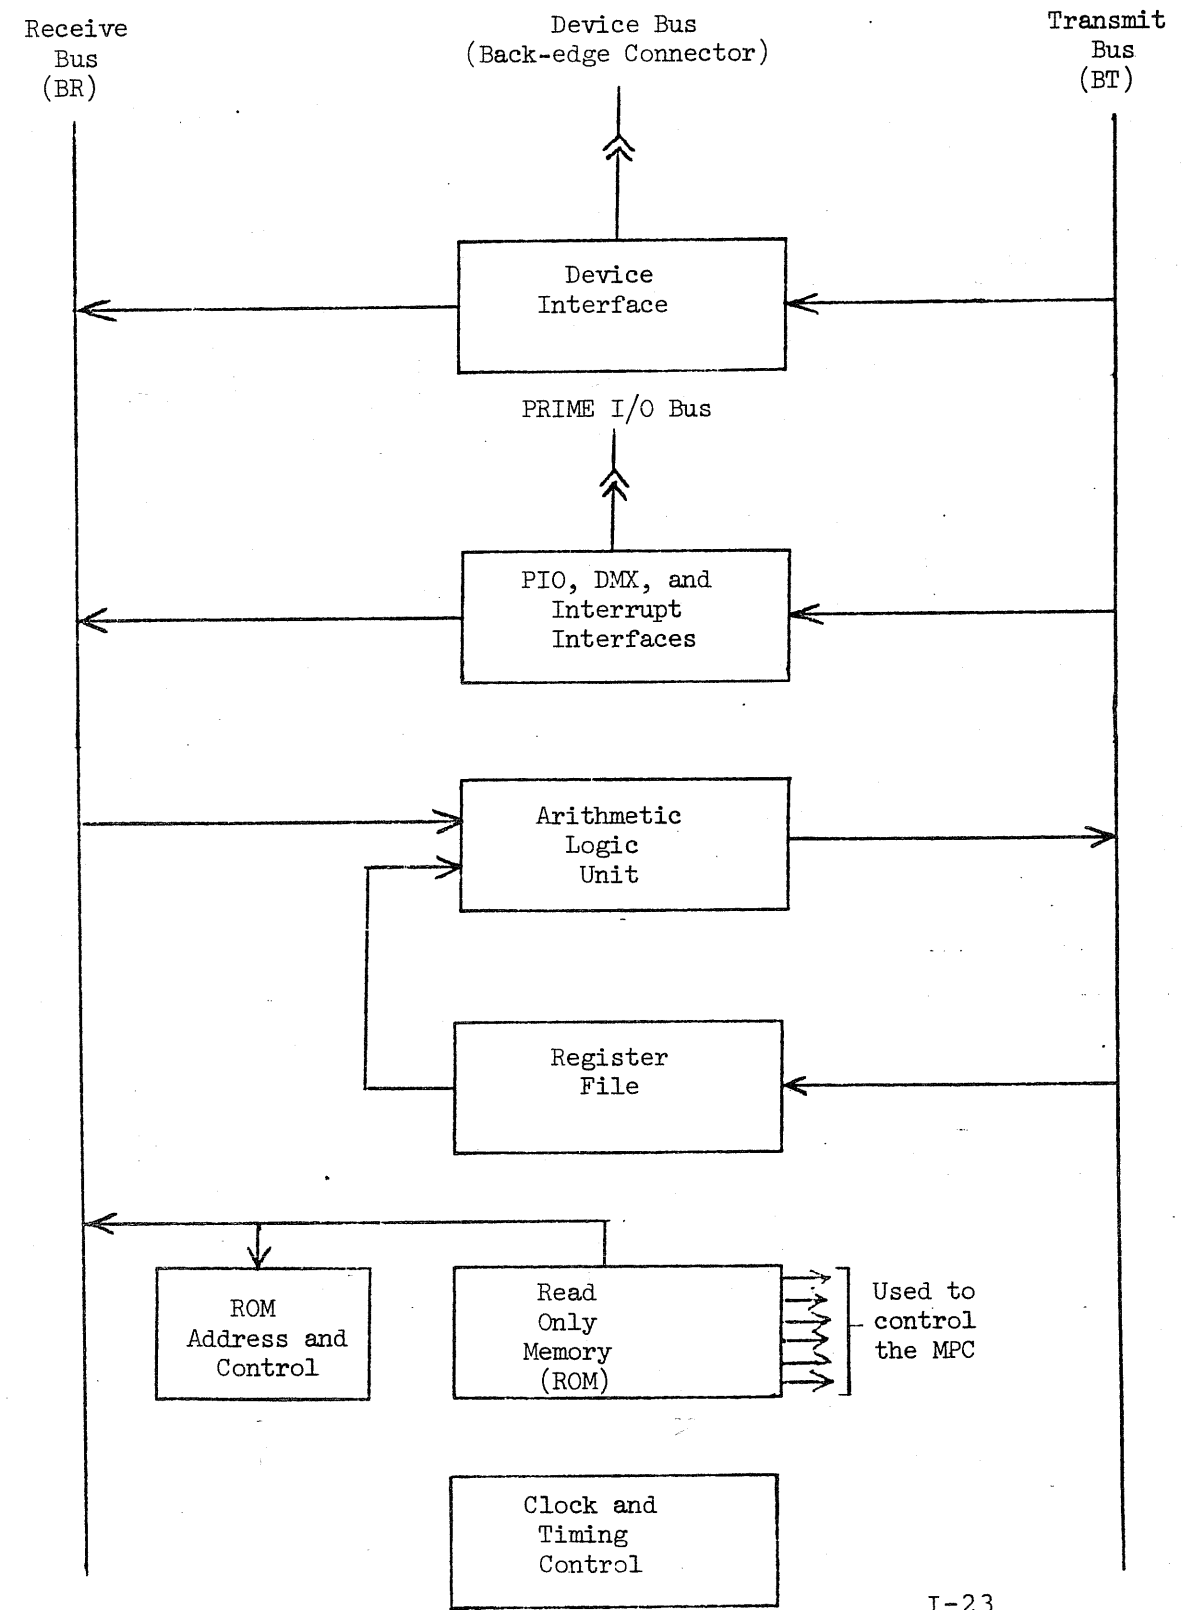 Receive
Bus
(BR)
Device Bus
(Back-edge Connector)
Transmit
Bus
(BT)
Device
Interface
PRIME I/O Bus
PIO, DMX, and
Interrupt
Interfaces
Arithmetic
Logic
Unit
Register
File
ROM
Address and
Control
Read
Only
Memory
(ROM)
Used to
control
the MPC
Clock and
Timing
Control
I-23